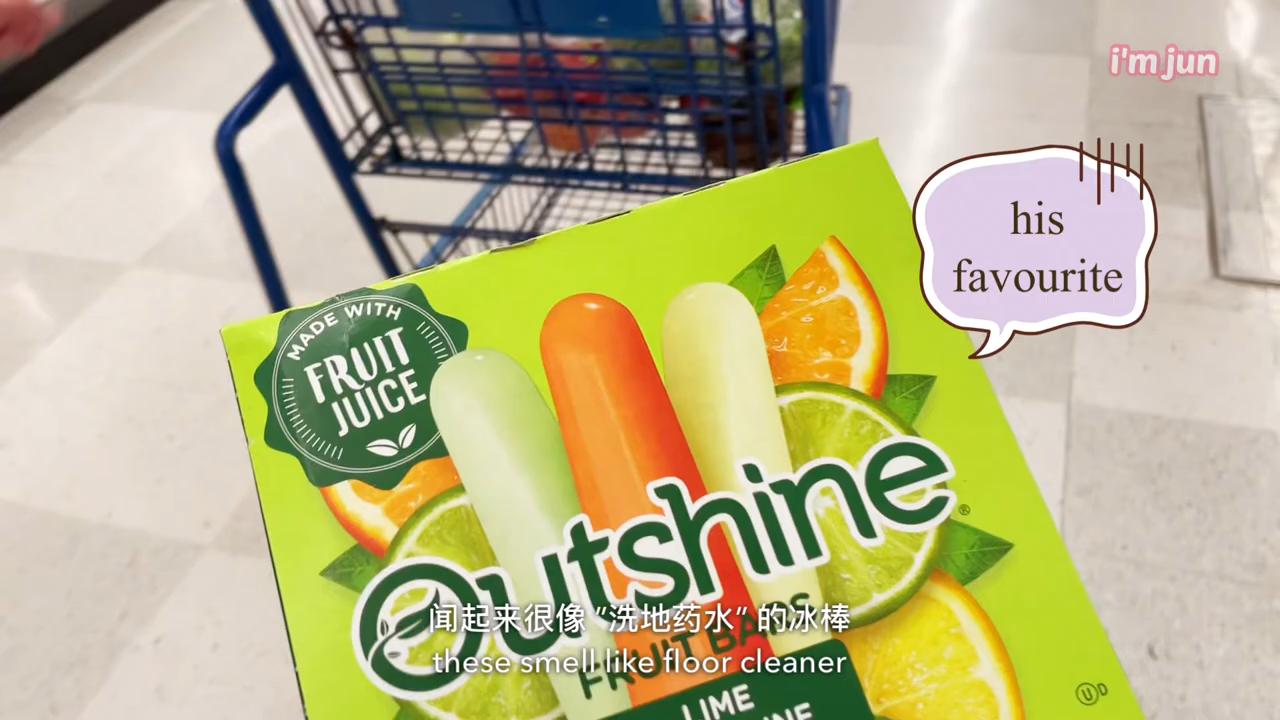 i'm jun
his
favourite
MADE WITH
FRUIT
JUICE
Outshine
®
FRUIT BARS
闻起来很像 "洗地药水" 的冰棒
these smell like floor cleaner
LIME
U D